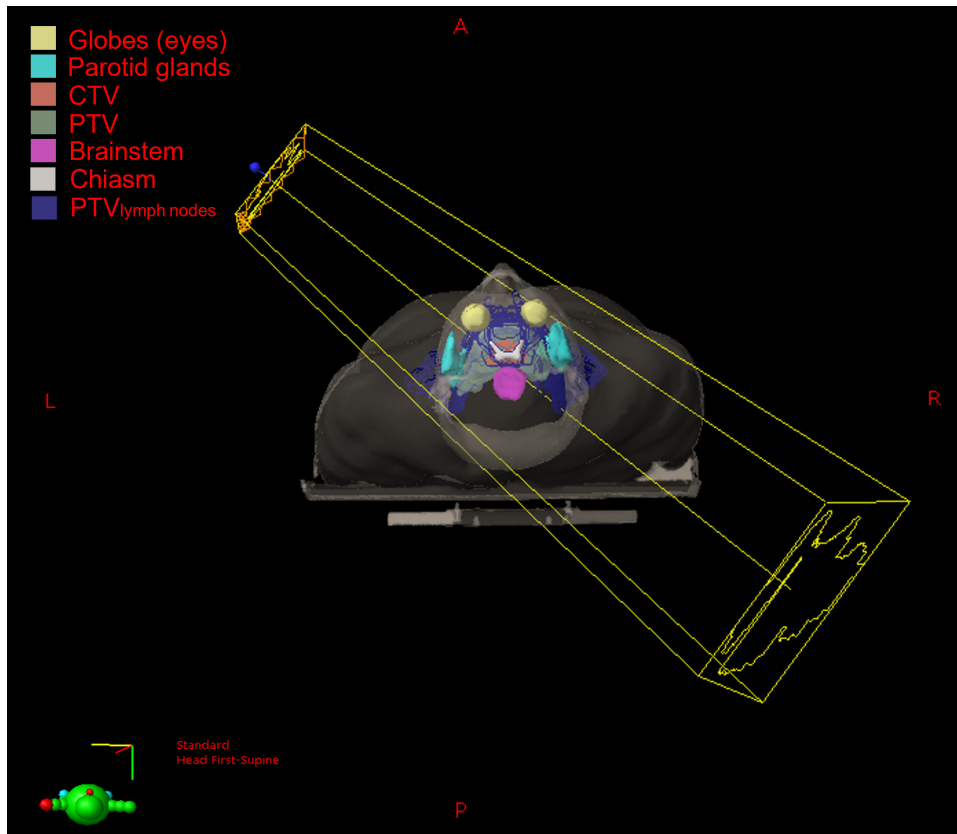 A
Globes (eyes)
Parotid glands
CTV
PTV
Brainstem
Chiasm
PTVlymph nodes
L
R
Standard
Head First-Supine
P